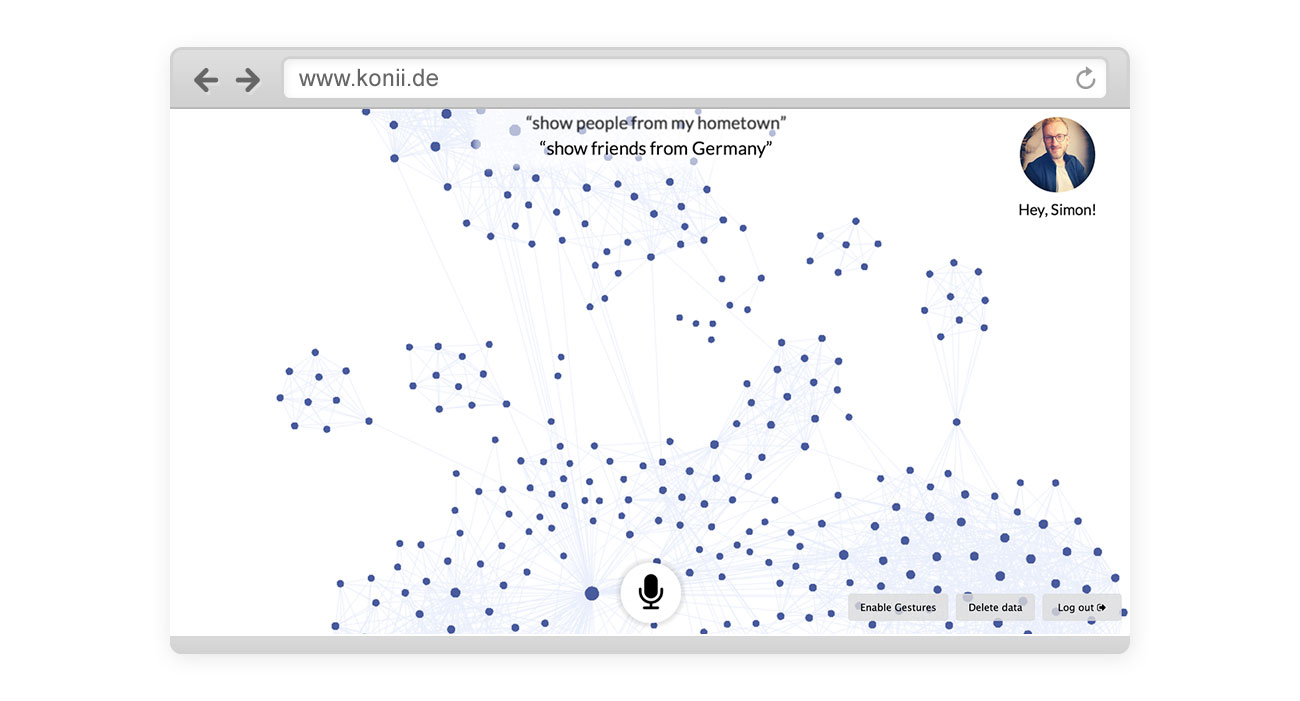 www.konii.de
“show people from my hometown”
“show friends from Germany”
Hey, Simon!
Enable Gestures
Delete data
Log out